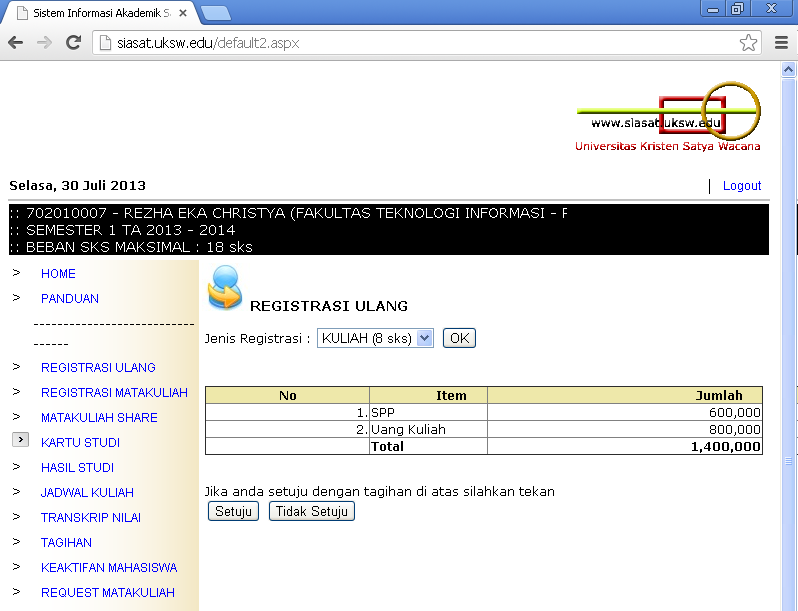 Sistem Informasi Akademik S
siasat.uksw.edu/default2.aspx
www.siasat.uksw.edu
Universitas Kristen Satya Wacana
Selasa, 30 Juli 2013
| Logout
:: 702010007 - REZHA EKA CHRISTYA (FAKULTAS TEKNOLOGI INFORMASI - P
:: SEMESTER 1 TA 2013 - 2014
:: BEBAN SKS MAKSIMAL : 18 sks
> HOME
> PANDUAN
--------------------------
------
> REGISTRASI ULANG
> REGISTRASI MATAKULIAH
> MATAKULIAH SHARE
> KARTU STUDI
> HASIL STUDI
> JADWAL KULIAH
> TRANSKRIP NILAI
> TAGIHAN
> KEAKTIFAN MAHASISWA
> REQUEST MATAKULIAH
REGISTRASI ULANG
Jenis Registrasi : KULIAH (8 sks) OK
No Item Jumlah
1. SPP 600,000
2. Uang Kuliah 800,000
Total 1,400,000
Jika anda setuju dengan tagihan di atas silahkan tekan
Setuju Tidak Setuju